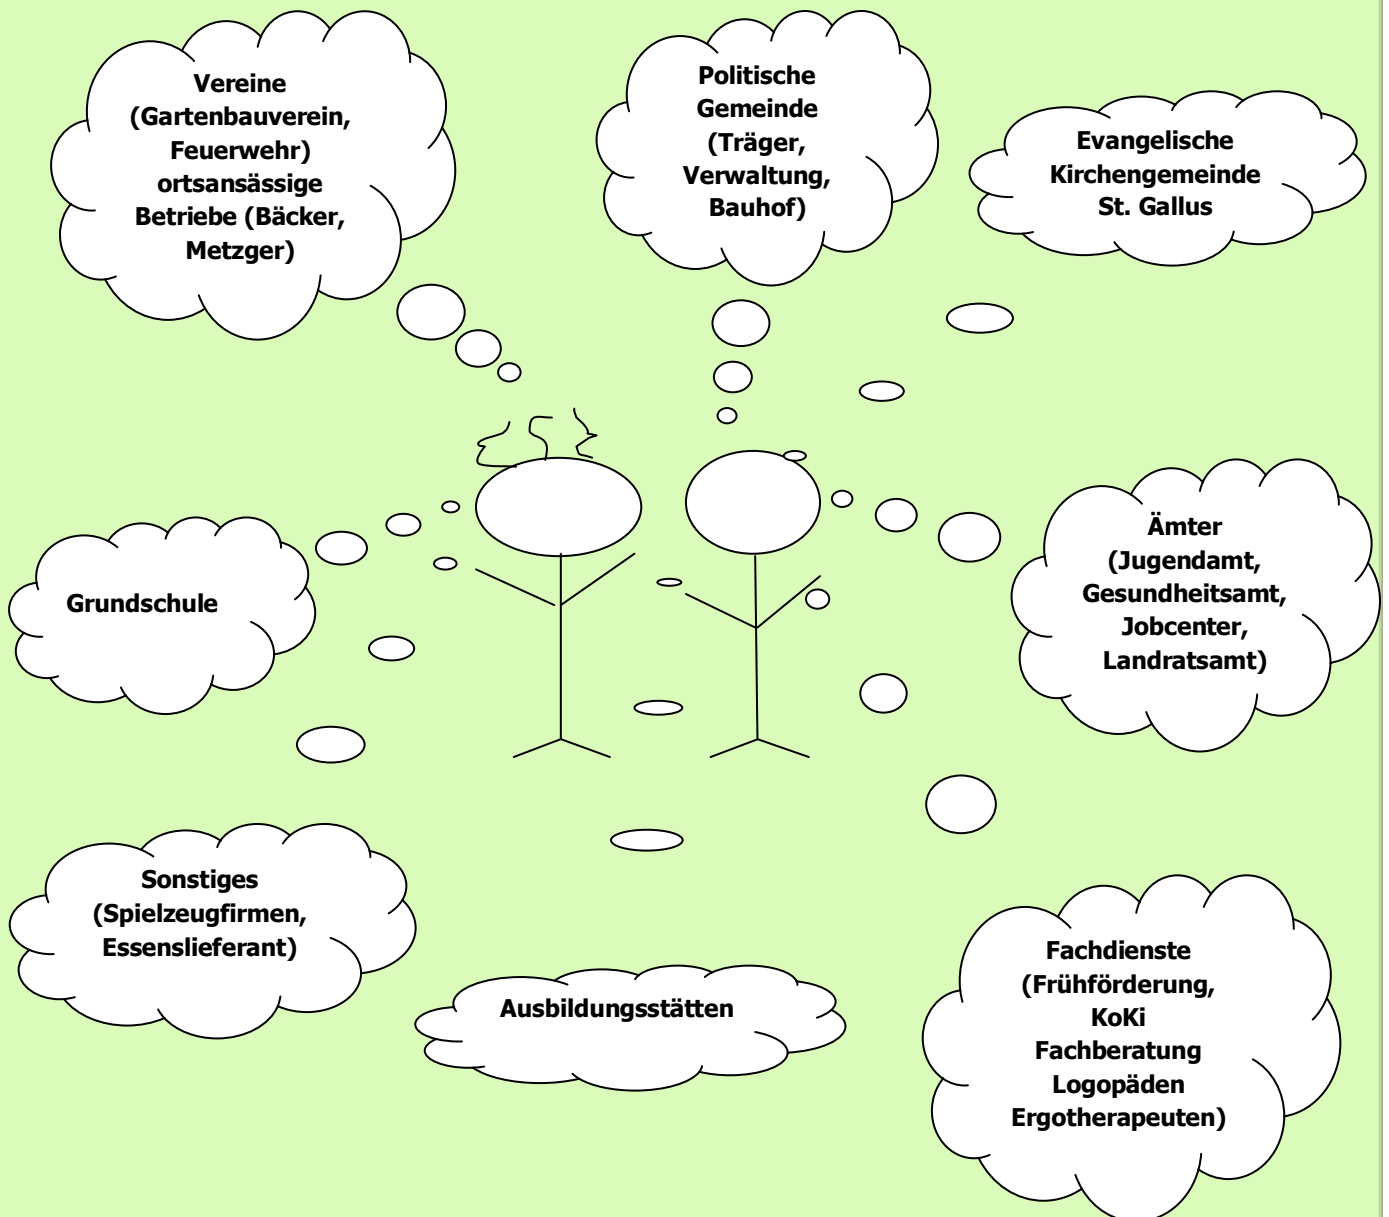 Vereine
(Gartenbauverein,
Feuerwehr)
ortsansässige
Betriebe (Bäcker,
Metzger)
Politische
Gemeinde
(Träger,
Verwaltung,
Bauhof)
Evangelische
Kirchengemeinde
St. Gallus
Grundschule
Ämter
(Jugendamt,
Gesundheitsamt,
Jobcenter,
Landratsamt)
Sonstiges
(Spielzeugfirmen,
Essenslieferant)
Ausbildungsstätten
Fachdienste
(Frühförderung,
KoKi
Fachberatung
Logopäden
Ergotherapeuten)